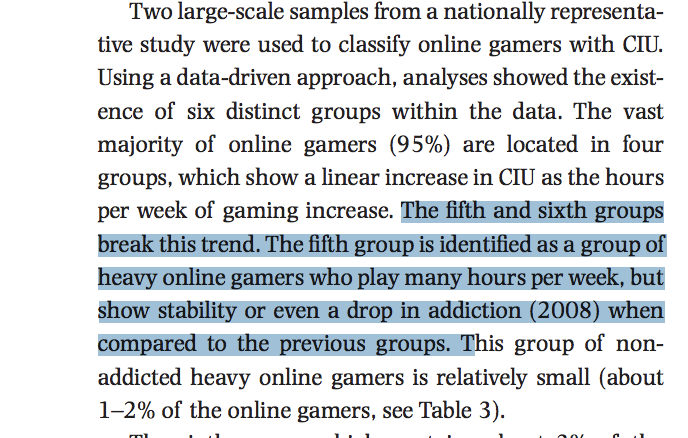 Two large-scale samples from a nationally representa-
tive study were used to classify online gamers with CIU.
Using a data-driven approach, analyses showed the exist-
ence of six distinct groups within the data. The vast
majority of online gamers (95%) are located in four
groups, which show a linear increase in CIU as the hours
per week of gaming increase. The fifth and sixth groups
break this trend. The fifth group is identified as a group of
heavy online gamers who play many hours per week, but
show stability or even a drop in addiction (2008) when
compared to the previous groups. This group of non-
addicted heavy online gamers is relatively small (about
1–2% of the online gamers, see Table 3).